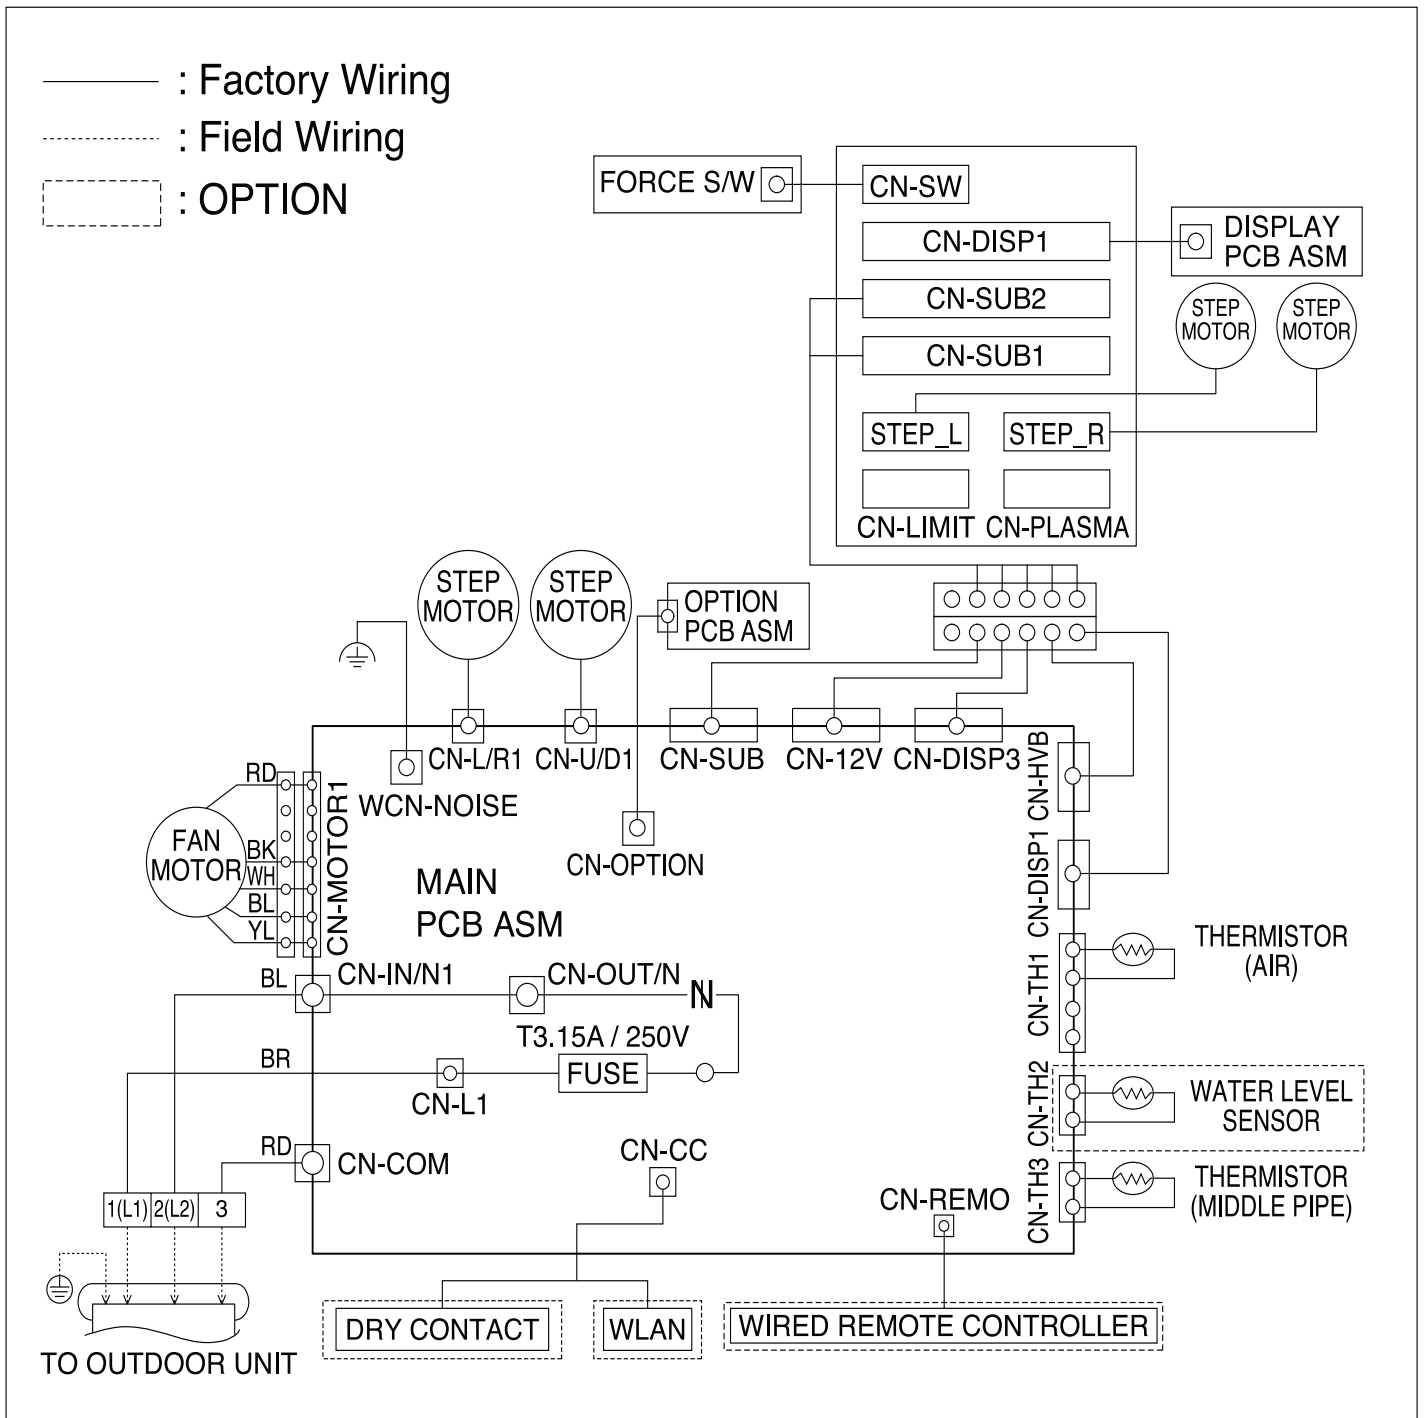 : Factory Wiring
: Field Wiring
: OPTION
FORCE S/W
CN-SW
CN-DISP1
DISPLAY
PCB ASM
CN-SUB2
STEP
MOTOR
STEP
MOTOR
CN-SUB1
STEP_L
STEP_R
CN-LIMIT
CN-PLASMA
STEP
MOTOR
STEP
MOTOR
OPTION
PCB ASM
CN-L/R1
CN-U/D1
CN-SUB
CN-12V
CN-DISP3
CN-HVB
WCN-NOISE
CN-OPTION
RD
FAN
MOTOR
BK
WH
BL
YL
CN-MOTOR1
MAIN
PCB ASM
CN-DISP1
CN-TH1
THERMISTOR
(AIR)
BL
CN-IN/N1
CN-OUT/N
N
T3.15A / 250V
BR
FUSE
CN-L1
CN-TH2
WATER LEVEL
SENSOR
RD
CN-COM
CN-CC
CN-REMO
CN-TH3
THERMISTOR
(MIDDLE PIPE)
1(L1)
2(L2)
3
DRY CONTACT
WLAN
WIRED REMOTE CONTROLLER
TO OUTDOOR UNIT